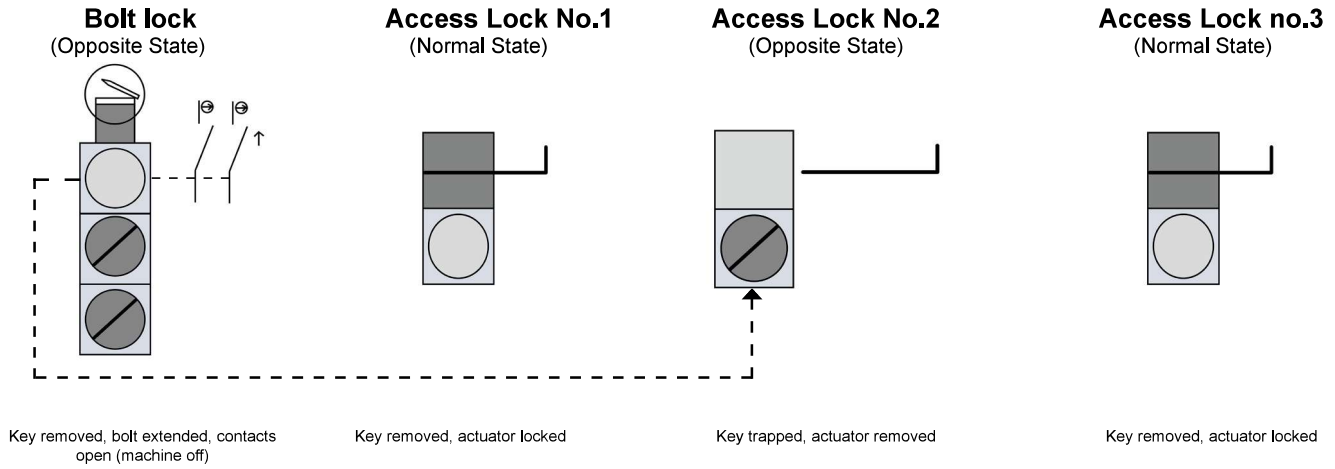 Bolt lock
(Opposite State)
Access Lock No.1
(Normal State)
Access Lock No.2
(Opposite State)
Access Lock no.3
(Normal State)
Key removed, bolt extended, contacts
open (machine off)
Key removed, actuator locked
Key trapped, actuator removed
Key removed, actuator locked